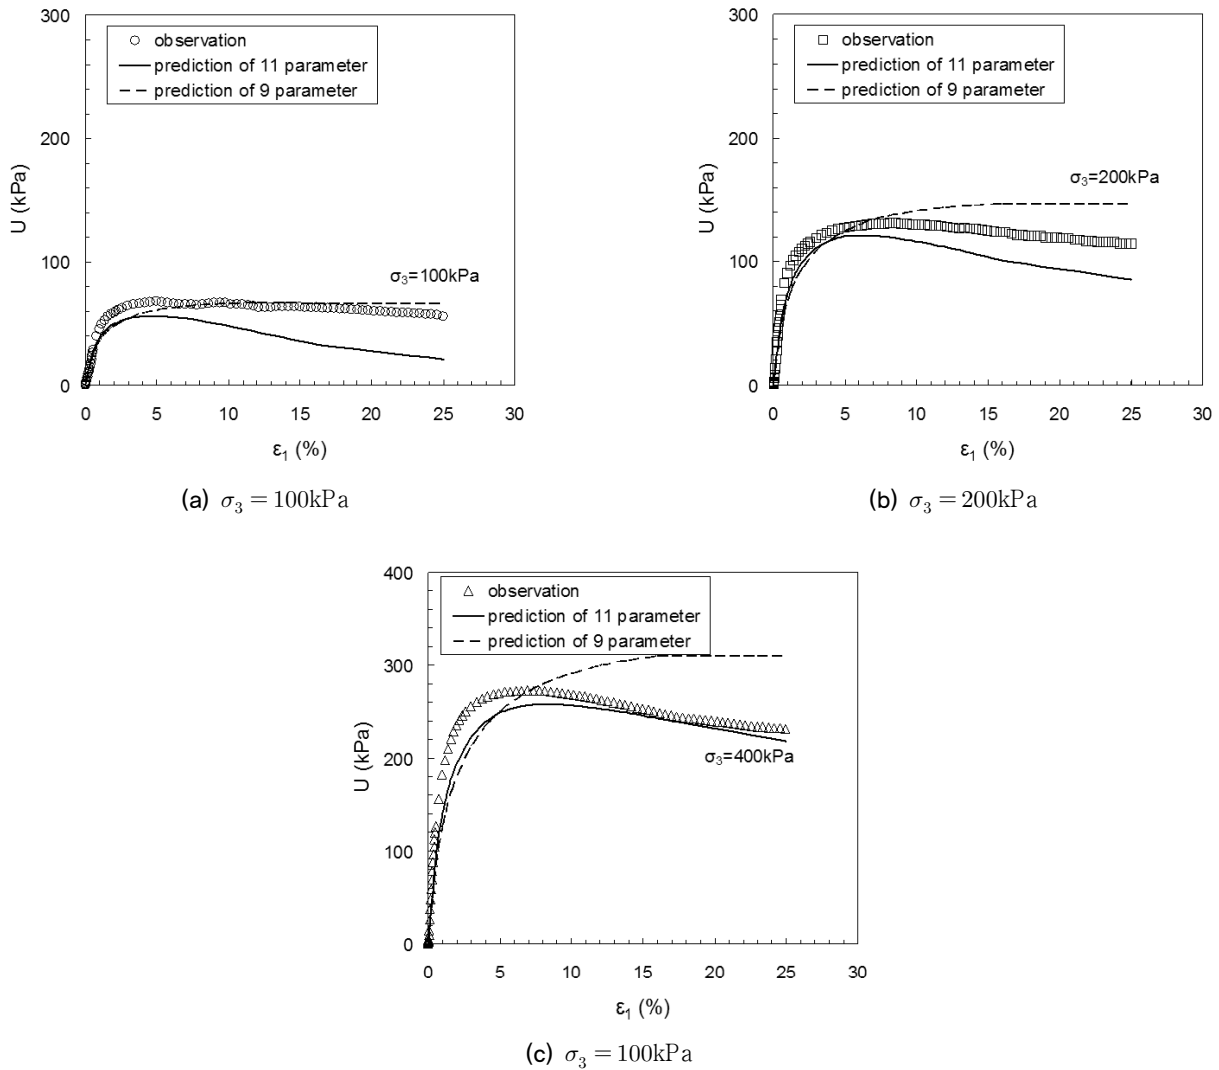 300
observation
prediction of 11 parameter
prediction of 9 parameter
200
U (kPa)
100
σ₃=100kPa
0
0 5 10 15 20 25 30
ε₁ (%)
(a) σ₃ = 100kPa
300
observation
prediction of 11 parameter
prediction of 9 parameter
200
U (kPa)
σ₃=200kPa
100
0
0 5 10 15 20 25 30
ε₁ (%)
(b) σ₃ = 200kPa
400
observation
prediction of 11 parameter
prediction of 9 parameter
300
U (kPa)
200
σ₃=400kPa
100
0
0 5 10 15 20 25 30
ε₁ (%)
(c) σ₃ = 100kPa